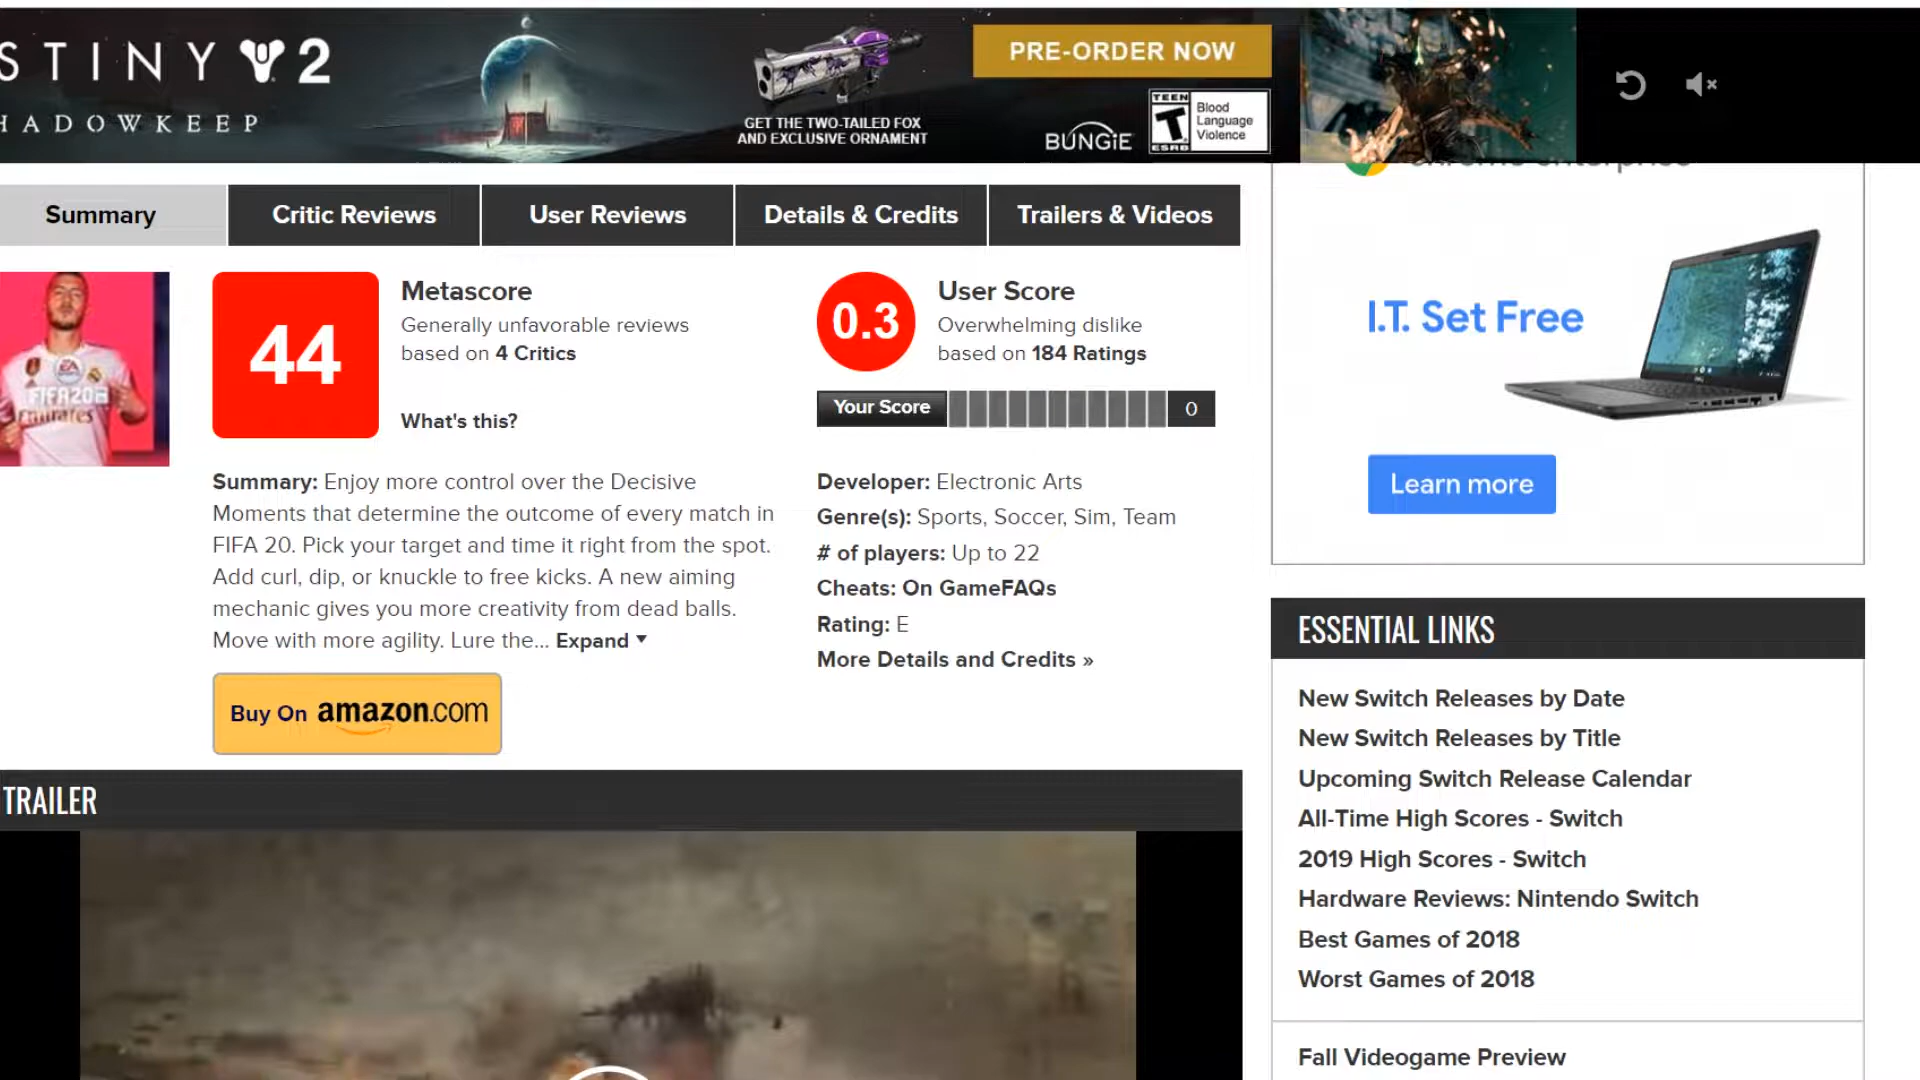 STINY 2
HADOWKEEP
GET THE TWO-TAILED FOX
AND EXCLUSIVE ORNAMENT
PRE-ORDER NOW
BUNGiE
TEEN
T
ESRB
Blood
Language
Violence
Summary
Critic Reviews
User Reviews
Details & Credits
Trailers & Videos
EA
FIFA20
Emirates
44
Metascore
Generally unfavorable reviews
based on 4 Critics
What's this?
Summary: Enjoy more control over the Decisive
Moments that determine the outcome of every match in
FIFA 20. Pick your target and time it right from the spot.
Add curl, dip, or knuckle to free kicks. A new aiming
mechanic gives you more creativity from dead balls.
Move with more agility. Lure the... Expand
Buy On amazon.com
0.3
User Score
Overwhelming dislike
based on 184 Ratings
Your Score
0
Developer: Electronic Arts
Genre(s): Sports, Soccer, Sim, Team
# of players: Up to 22
Cheats: On GameFAQs
Rating: E
More Details and Credits »
TRAILER
chrome enterprise
I.T. Set Free
Learn more
ESSENTIAL LINKS
New Switch Releases by Date
New Switch Releases by Title
Upcoming Switch Release Calendar
All-Time High Scores - Switch
2019 High Scores - Switch
Hardware Reviews: Nintendo Switch
Best Games of 2018
Worst Games of 2018
Fall Videogame Preview